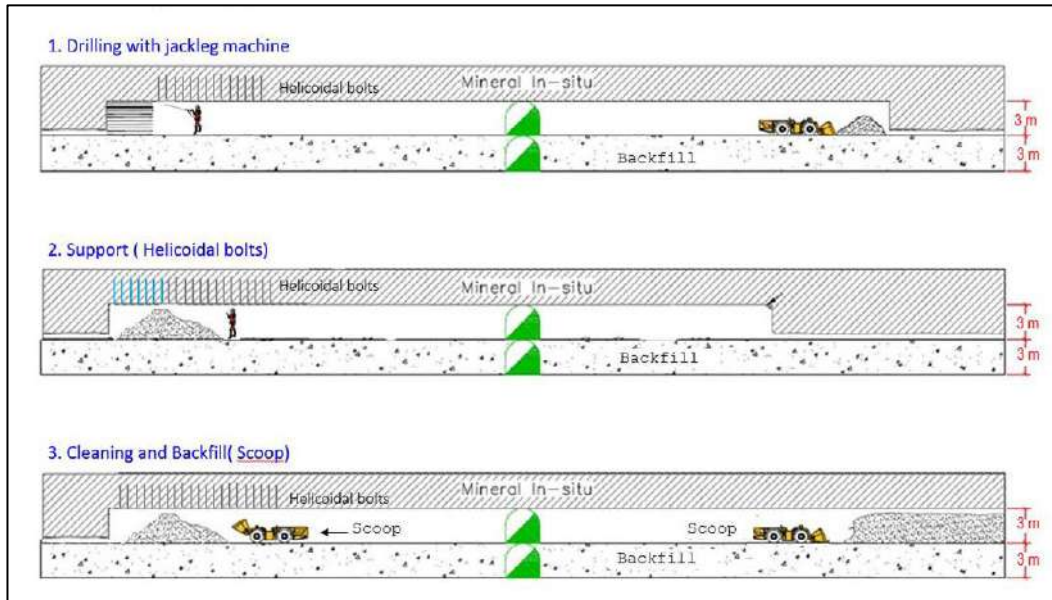 1. Drilling with jackleg machine
Helicoidal bolts
Mineral In-situ
3 m
Backfill
3 m
2. Support ( Helicoidal bolts)
Helicoidal bolts
Mineral In-situ
3 m
Backfill
3 m
3. Cleaning and Backfill( Scoop)
Helicoidal bolts
Mineral In-situ
Scoop
Scoop
3 m
Backfill
3 m